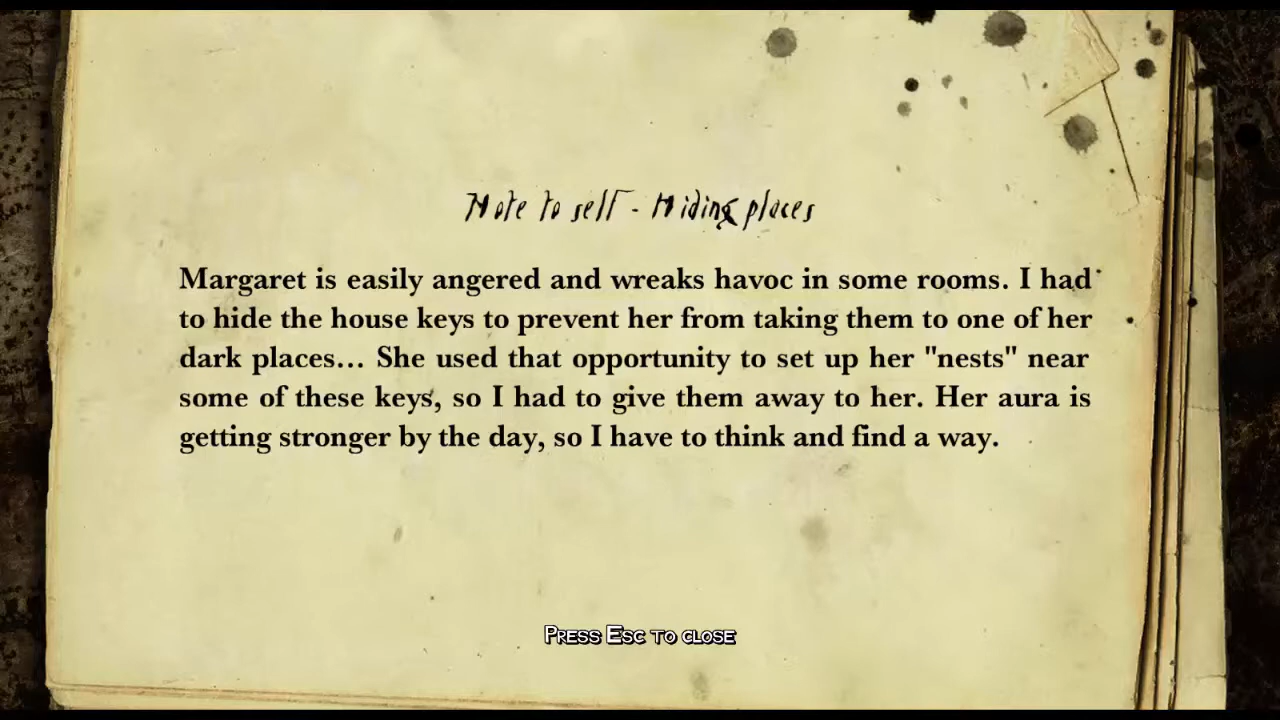 Note to self - Hiding places
Margaret is easily angered and wreaks havoc in some rooms. I had
to hide the house keys to prevent her from taking them to one of her
dark places... She used that opportunity to set up her "nests" near
some of these keys, so I had to give them away to her. Her aura is
getting stronger by the day, so I have to think and find a way.
Press Esc to close